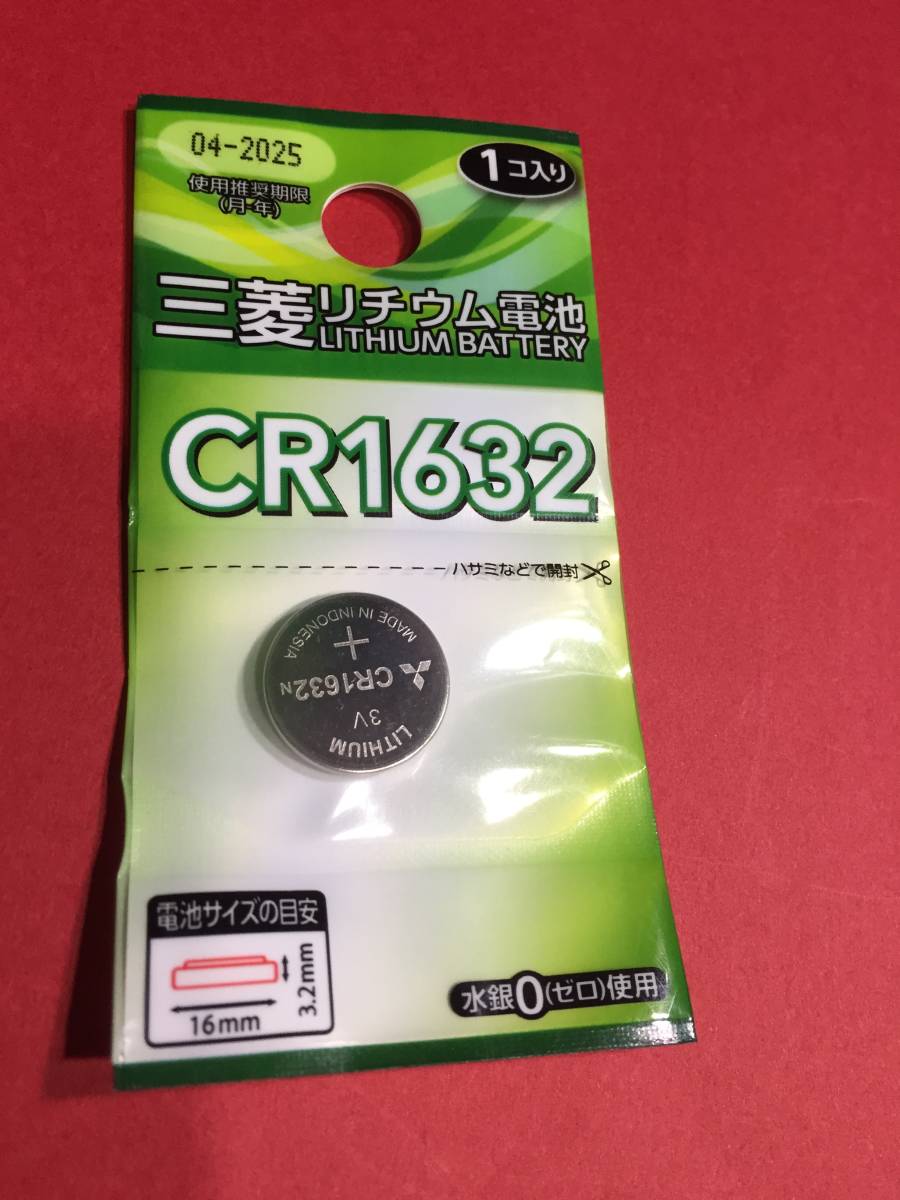 04-2025
使用推奨期限
(月-年)
1コ入り
三菱リチウム電池
LITHIUM BATTERY
CR1632
ハサミなどで開封
MADE IN INDONESIA
+
CR1632N
3V
LITHIUM
電池サイズの目安
3.2mm
16mm
水銀0(ゼロ)使用